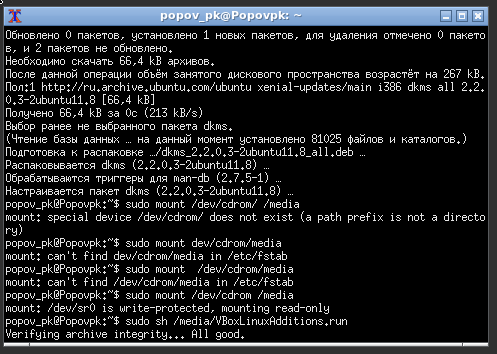 popov_pk@Popovpk: ~
Обновлено 0 пакетов, установлено 1 новых пакетов, для удаления отмечено 0 пакето
в, и 2 пакетов не обновлено.
Необходимо скачать 66,4 kB архивов.
После данной операции объём занятого дискового пространства возрастёт на 267 kB.
Пол:1 http://ru.archive.ubuntu.com/ubuntu xenial-updates/main i386 dkms all 2.2.
0.3-2ubuntu11.8 [66,4 kB]
Получено 66,4 kB за 0с (213 kB/s)
Выбор ранее не выбранного пакета dkms.
(Чтение базы данных … на данный момент установлено 81025 файлов и каталогов.)
Подготовка к распаковке …/dkms_2.2.0.3-2ubuntu11.8_all.deb …
Распаковывается dkms (2.2.0.3-2ubuntu11.8) …
Обрабатываются триггеры для man-db (2.7.5-1) …
Настраивается пакет dkms (2.2.0.3-2ubuntu11.8) …
popov_pk@Popovpk:~$ sudo mount /dev/cdrom/ /media
mount: special device /dev/cdrom/ does not exist (a path prefix is not a directo
ry)
popov_pk@Popovpk:~$ sudo mount dev/cdrom/media
mount: can't find dev/cdrom/media in /etc/fstab
popov_pk@Popovpk:~$ sudo mount  /dev/cdrom/media
mount: can't find /dev/cdrom/media in /etc/fstab
popov_pk@Popovpk:~$ sudo mount /dev/cdrom /media
mount: /dev/sr0 is write-protected, mounting read-only
popov_pk@Popovpk:~$ sudo sh /media/VBoxLinuxAdditions.run
Verifying archive integrity... All good.